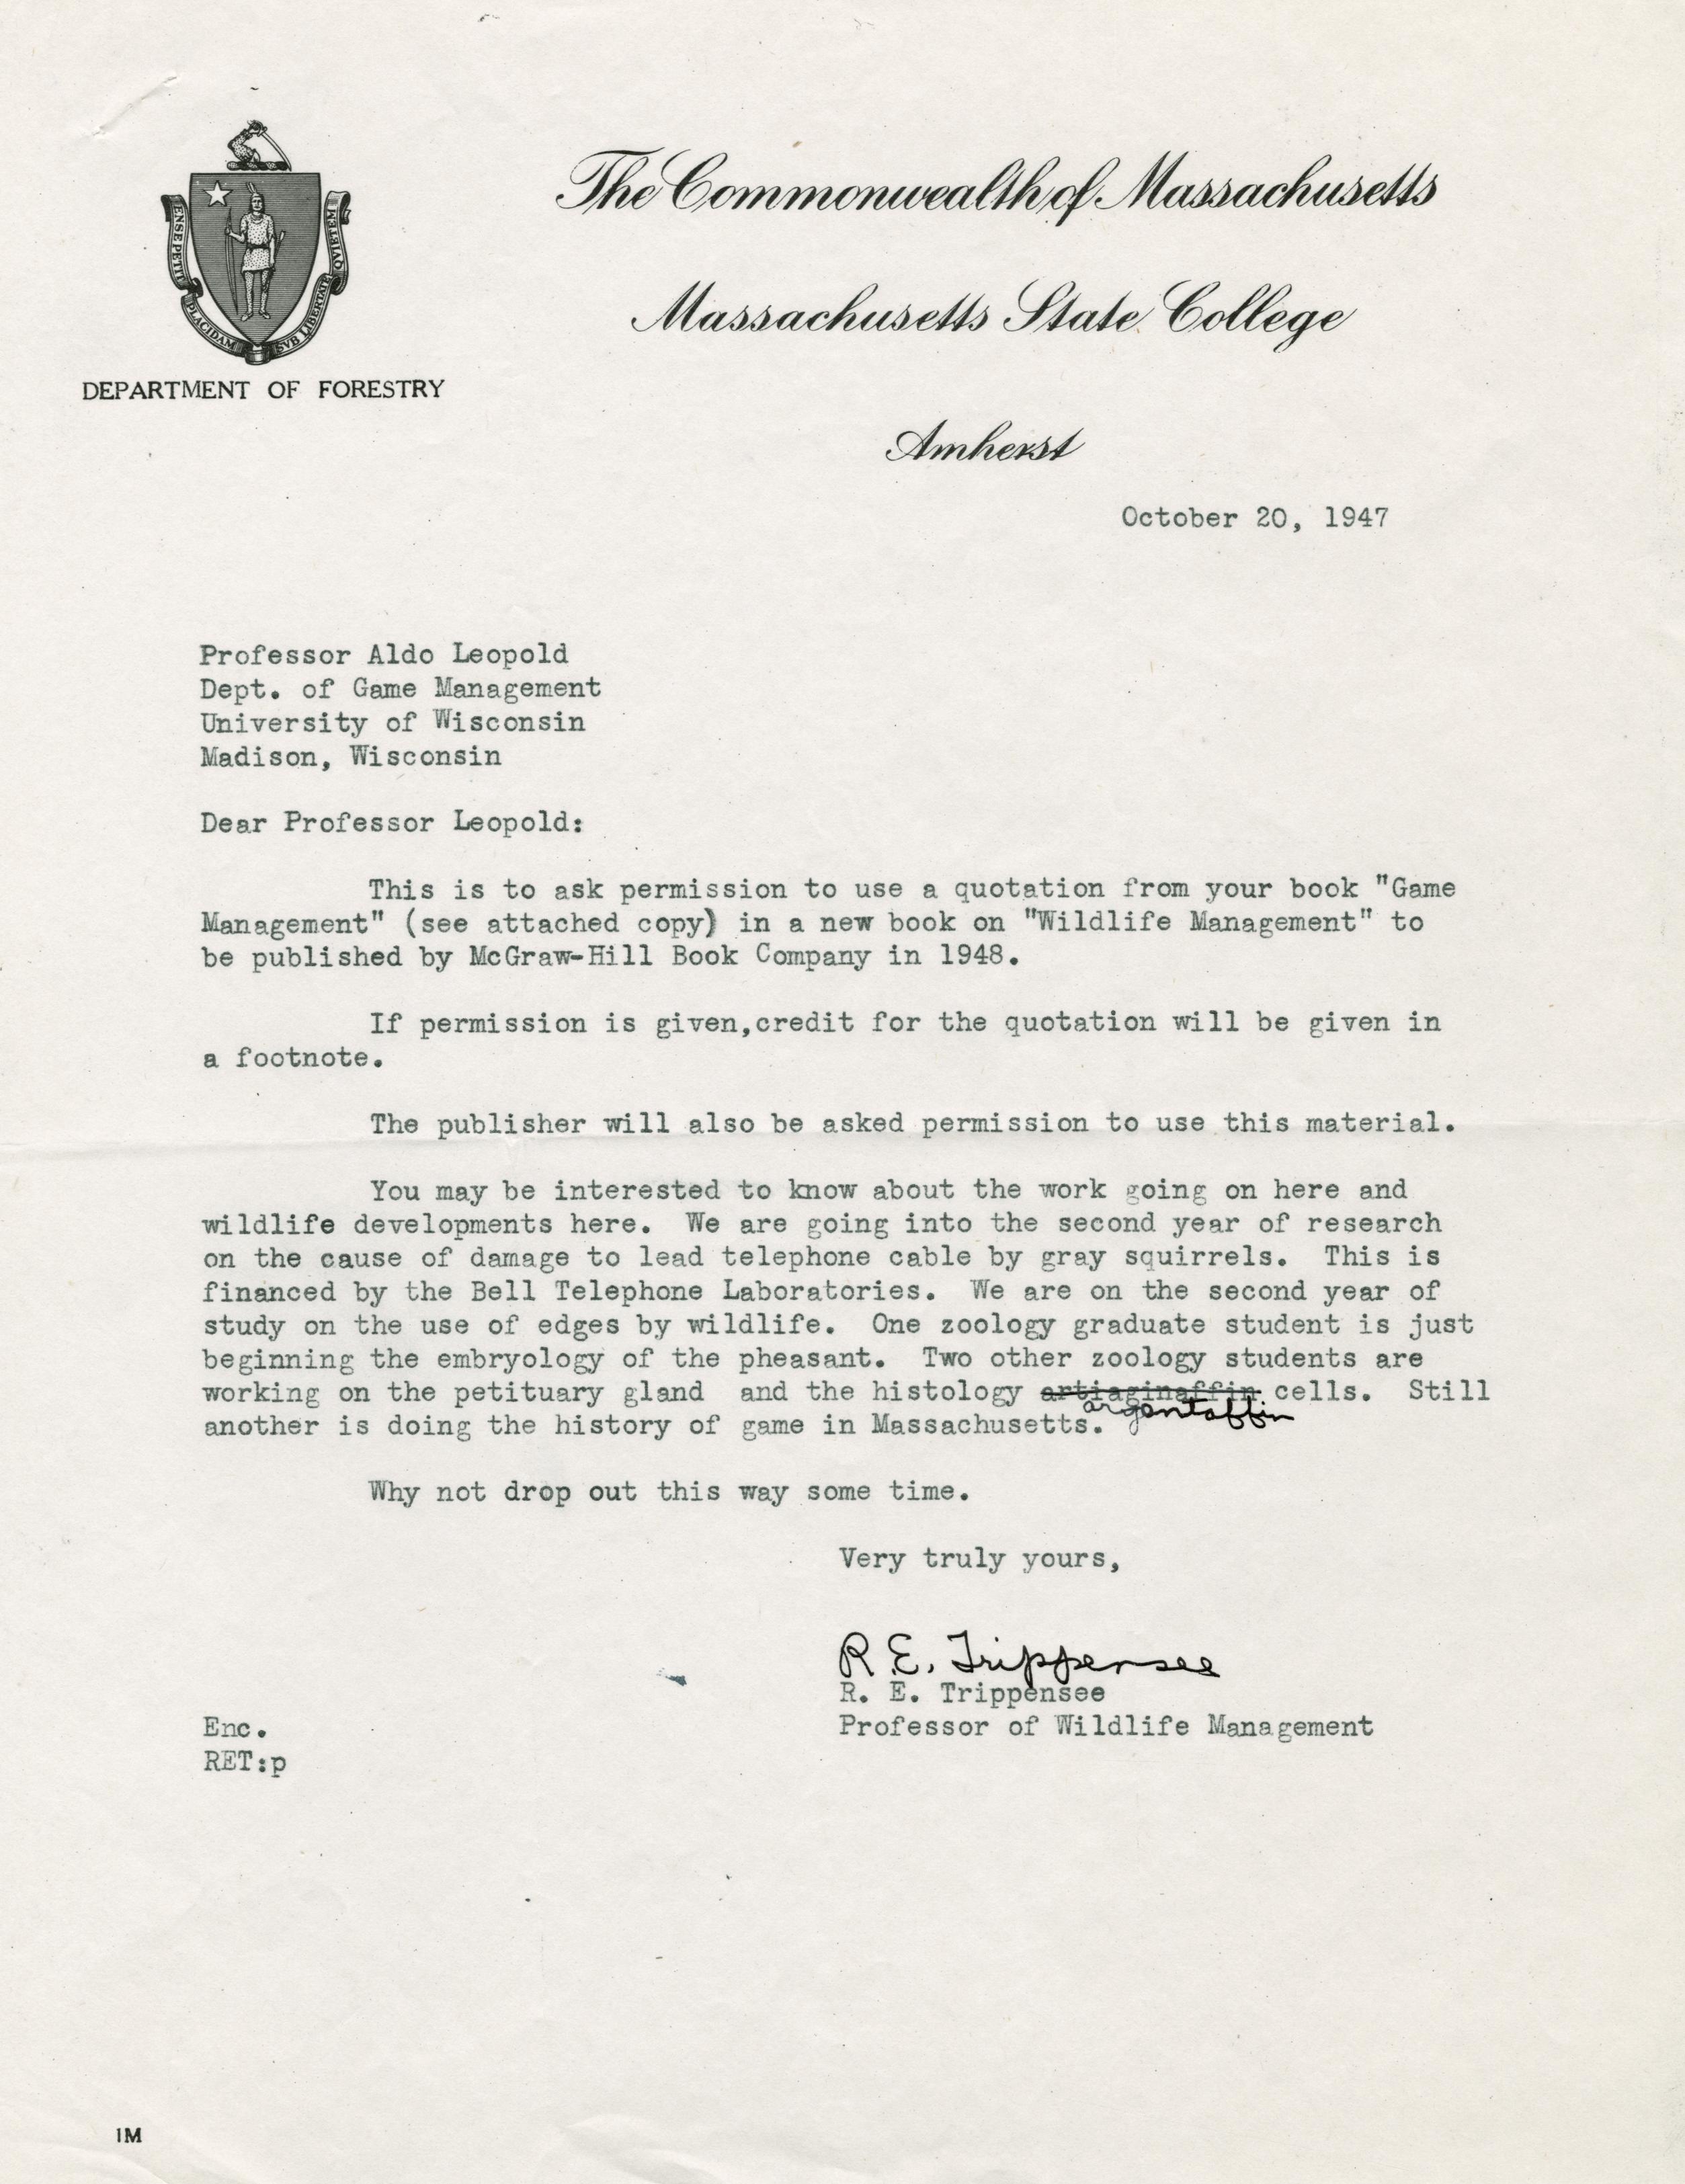 The Commonwealth of Massachusetts
Massachusetts State College
ENSE PETIT PLACIDAM SVB LIBERTATE QVIETEM
DEPARTMENT OF FORESTRY
Amherst
October 20, 1947
Professor Aldo Leopold
Dept. of Game Management
University of Wisconsin
Madison, Wisconsin
Dear Professor Leopold:
This is to ask permission to use a quotation from your book "Game
Management" (see attached copy) in a new book on "Wildlife Management" to
be published by McGraw-Hill Book Company in 1948.
If permission is given,credit for the quotation will be given in
a footnote.
The publisher will also be asked permission to use this material.
You may be interested to know about the work going on here and
wildlife developments here. We are going into the second year of research
on the cause of damage to lead telephone cable by gray squirrels. This is
financed by the Bell Telephone Laboratories. We are on the second year of
study on the use of edges by wildlife. One zoology graduate student is just
beginning the embryology of the pheasant. Two other zoology students are
working on the petituary gland and the histology artiaginaffin cells. Still
argentaffin
another is doing the history of game in Massachusetts.
Why not drop out this way some time.
Very truly yours,
R. E. Trippensee
R. E. Trippensee
Professor of Wildlife Management
Enc.
RET:p
1M